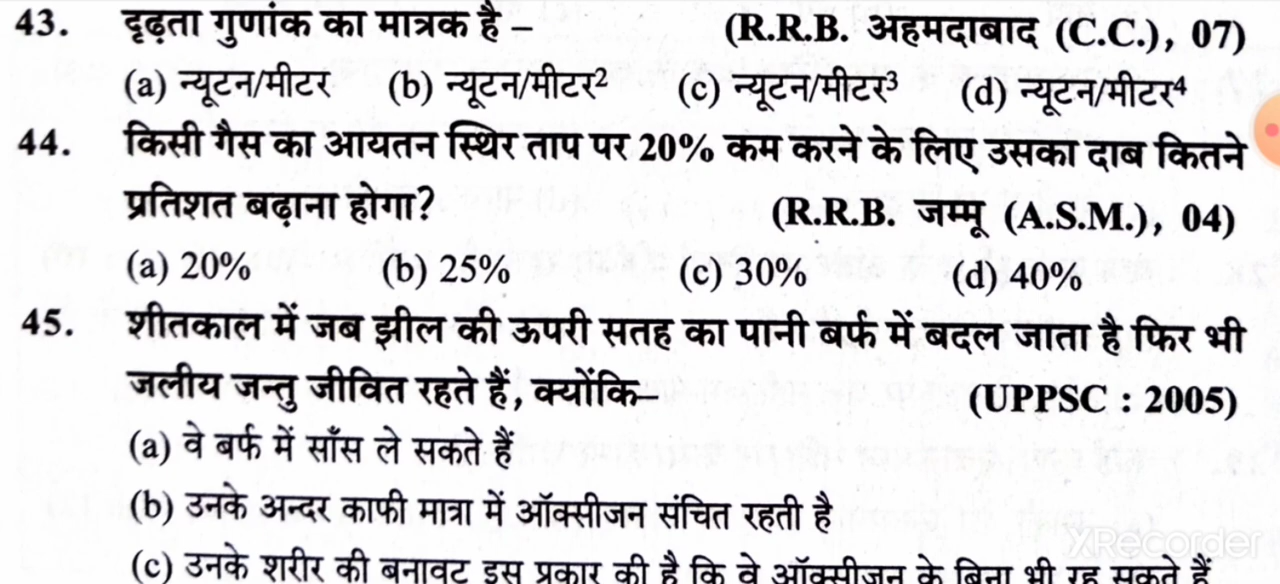 43. दृढ़ता गुणांक का मात्रक है – (R.R.B. अहमदाबाद (C.C.), 07)
(a) न्यूटन/मीटर (b) न्यूटन/मीटर² (c) न्यूटन/मीटर³ (d) न्यूटन/मीटर⁴
44. किसी गैस का आयतन स्थिर ताप पर 20% कम करने के लिए उसका दाब कितने
प्रतिशत बढ़ाना होगा? (R.R.B. जम्मू (A.S.M.), 04)
(a) 20% (b) 25% (c) 30% (d) 40%
45. शीतकाल में जब झील की ऊपरी सतह का पानी बर्फ में बदल जाता है फिर भी
जलीय जन्तु जीवित रहते हैं, क्योंकि– (UPPSC : 2005)
(a) वे बर्फ में साँस ले सकते हैं
(b) उनके अन्दर काफी मात्रा में ऑक्सीजन संचित रहती है
(c) उनके शरीर की बनावट इस प्रकार की है कि वे ऑक्सीजन के बिना भी रह सकते हैं
XRecorder